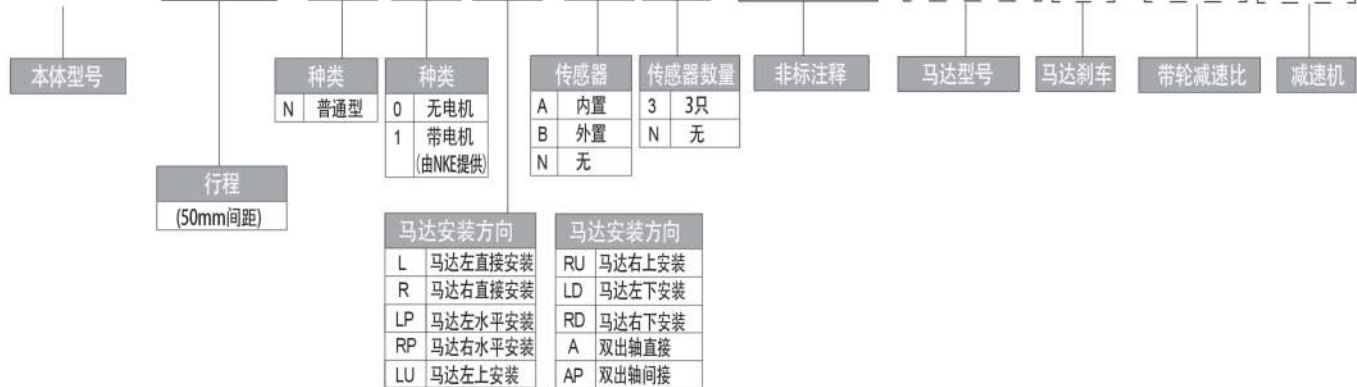 本体型号
种类
N 普通型
种类
0 无电机
1 带电机
(由NKE提供)
传感器
A 内置
B 外置
N 无
传感器数量
3 3只
N 无
非标注释
马达型号
马达刹车
带轮减速比
减速机
行程
(50mm间距)
马达安装方向
L 马达左直接安装
R 马达右直接安装
LP 马达左水平安装
RP 马达右水平安装
LU 马达左上安装
马达安装方向
RU 马达右上安装
LD 马达左下安装
RD 马达右下安装
A 双出轴直接
AP 双出轴间接